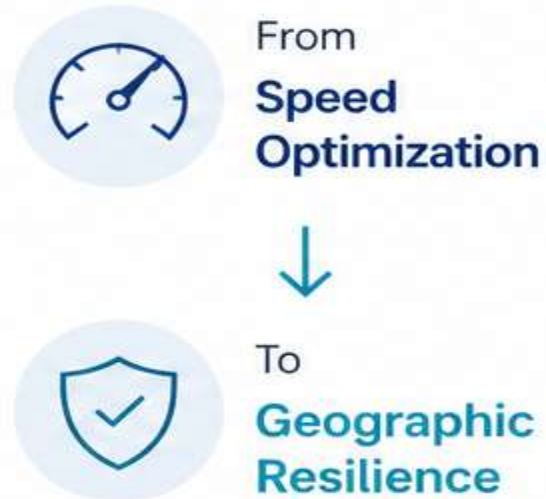 From
Speed
Optimization
To
Geographic
Resilience